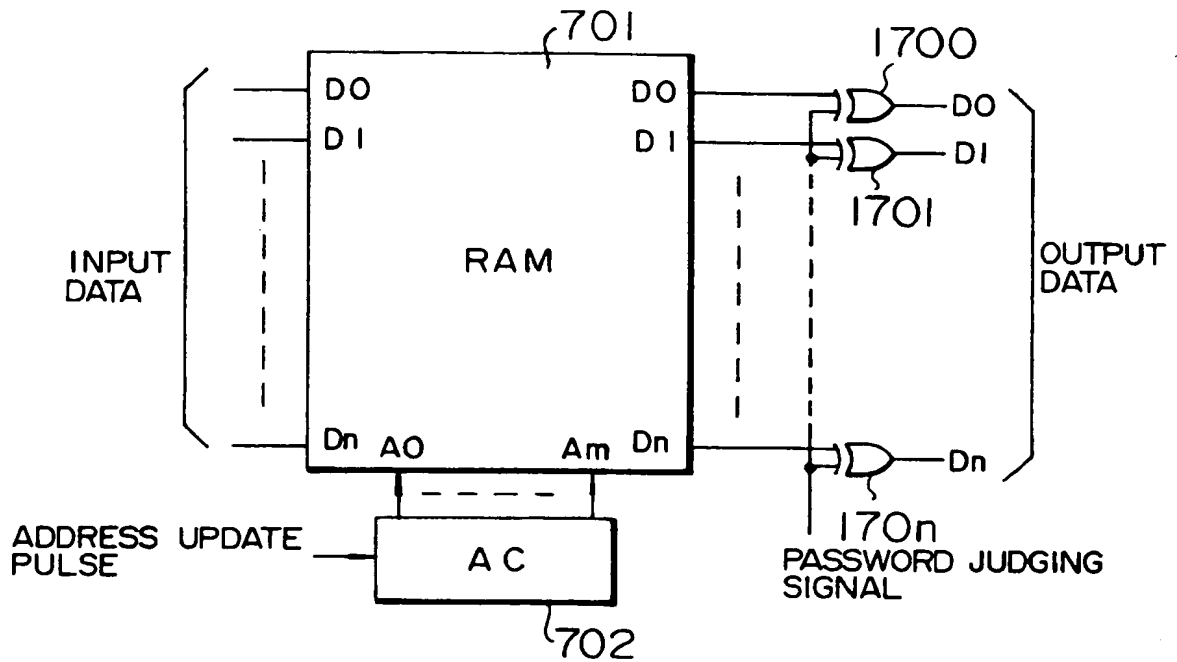 701
1700
D0
D0
D0
D1
D1
D1
1701
INPUT
DATA
RAM
OUTPUT
DATA
Dn
A0
Am
Dn
Dn
170n
ADDRESS UPDATE
PULSE
AC
PASSWORD JUDGING
SIGNAL
702